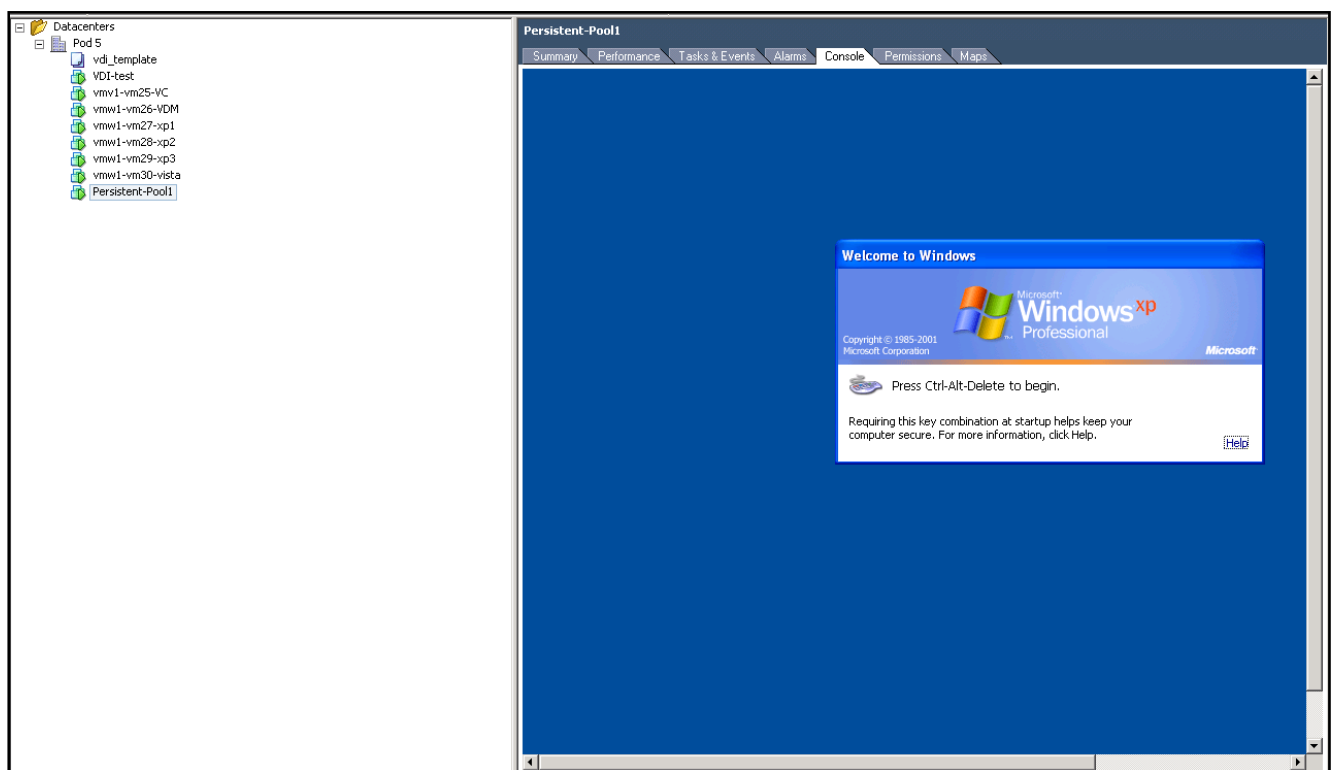 Datacenters
Pod 5
vdi_template
VDI-test
vmv1-vm25-VC
vmw1-vm26-VDM
vmw1-vm27-xp1
vmw1-vm28-xp2
vmw1-vm29-xp3
vmw1-vm30-vista
Persistent-Pool1
Persistent-Pool1
Summary Performance Tasks & Events Alarms Console Permissions Maps
Welcome to Windows
Microsoft
Windows xp
Professional
Copyright © 1985-2001
Microsoft Corporation
Microsoft
Press Ctrl-Alt-Delete to begin.
Requiring this key combination at startup helps keep your
computer secure. For more information, click Help.
Help